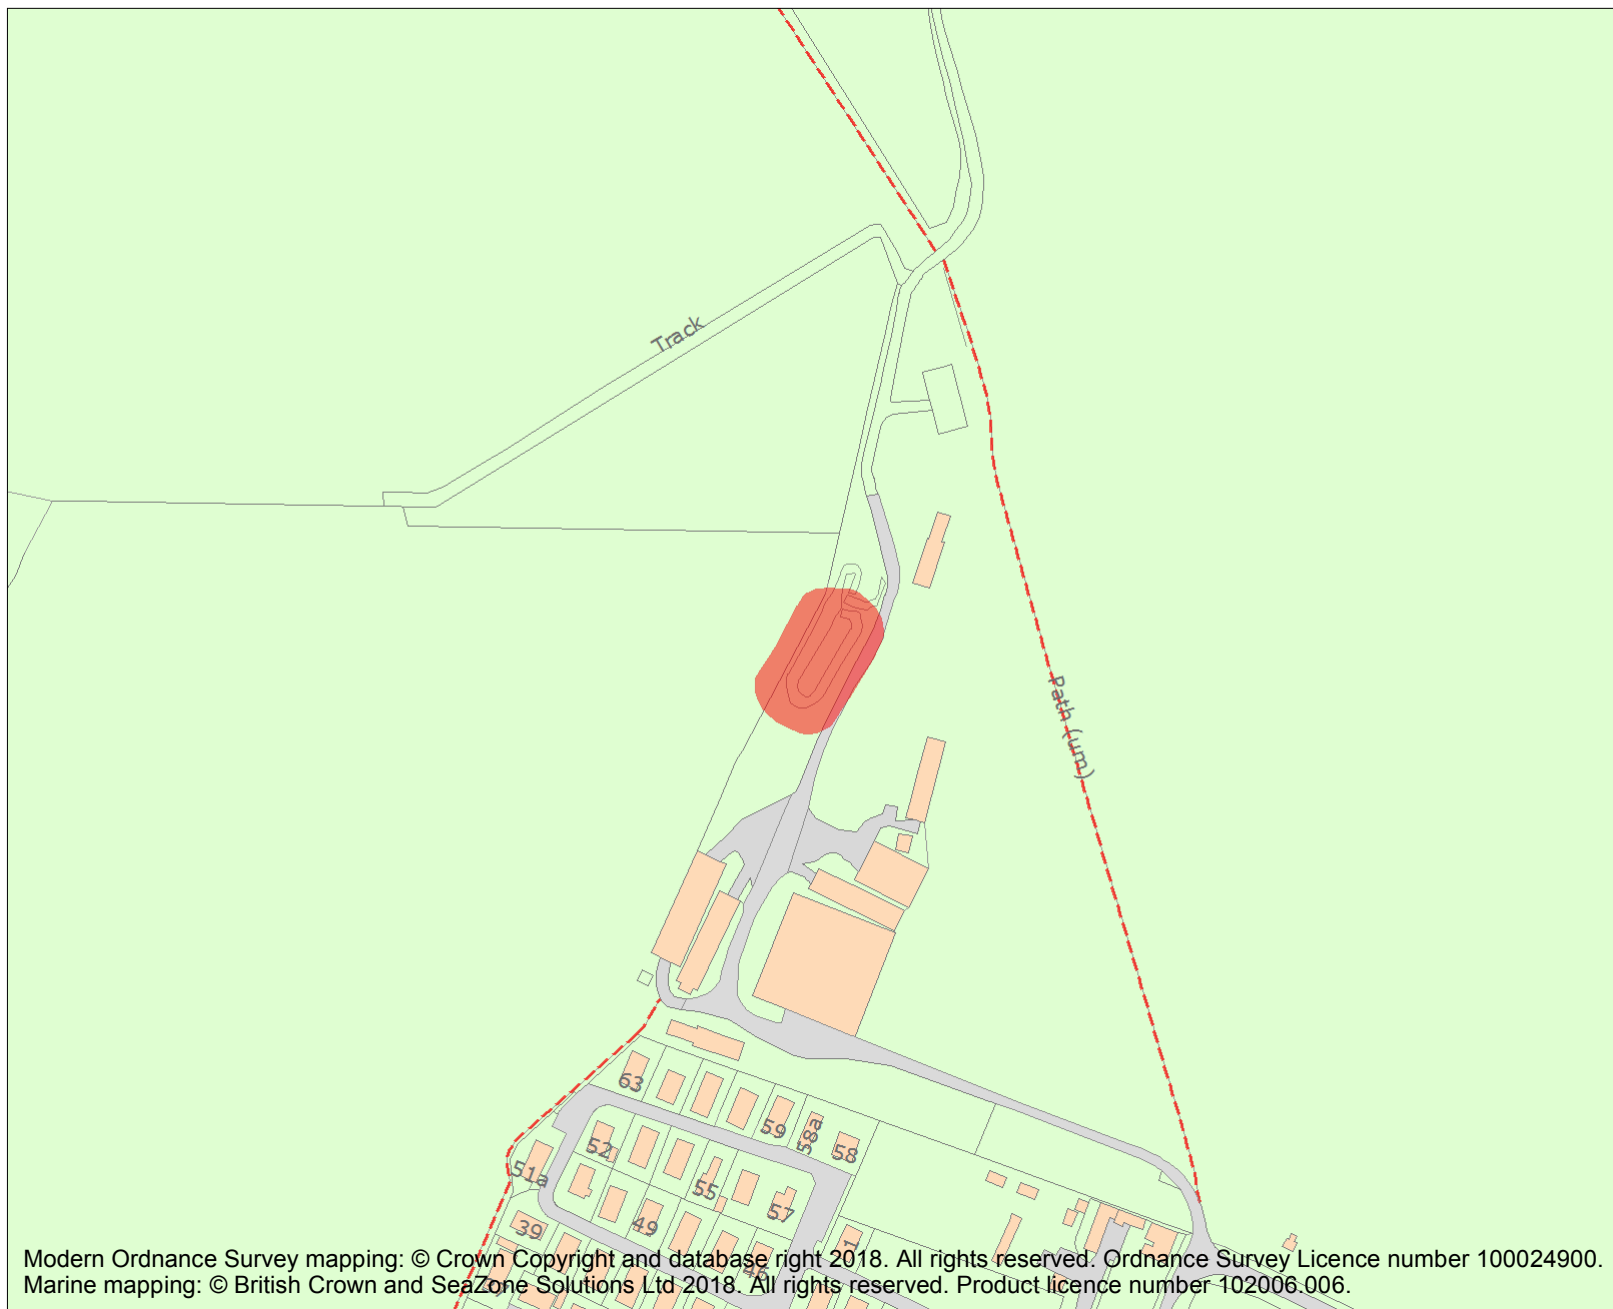 Track
Path (um)
63
59
58a
58
52
51a
55
57
49
39
1
46
Modern Ordnance Survey mapping: © Crown Copyright and database right 2018. All rights reserved. Ordnance Survey Licence number 100024900.
Marine mapping: © British Crown and SeaZone Solutions Ltd 2018. All rights reserved. Product licence number 102006.006.